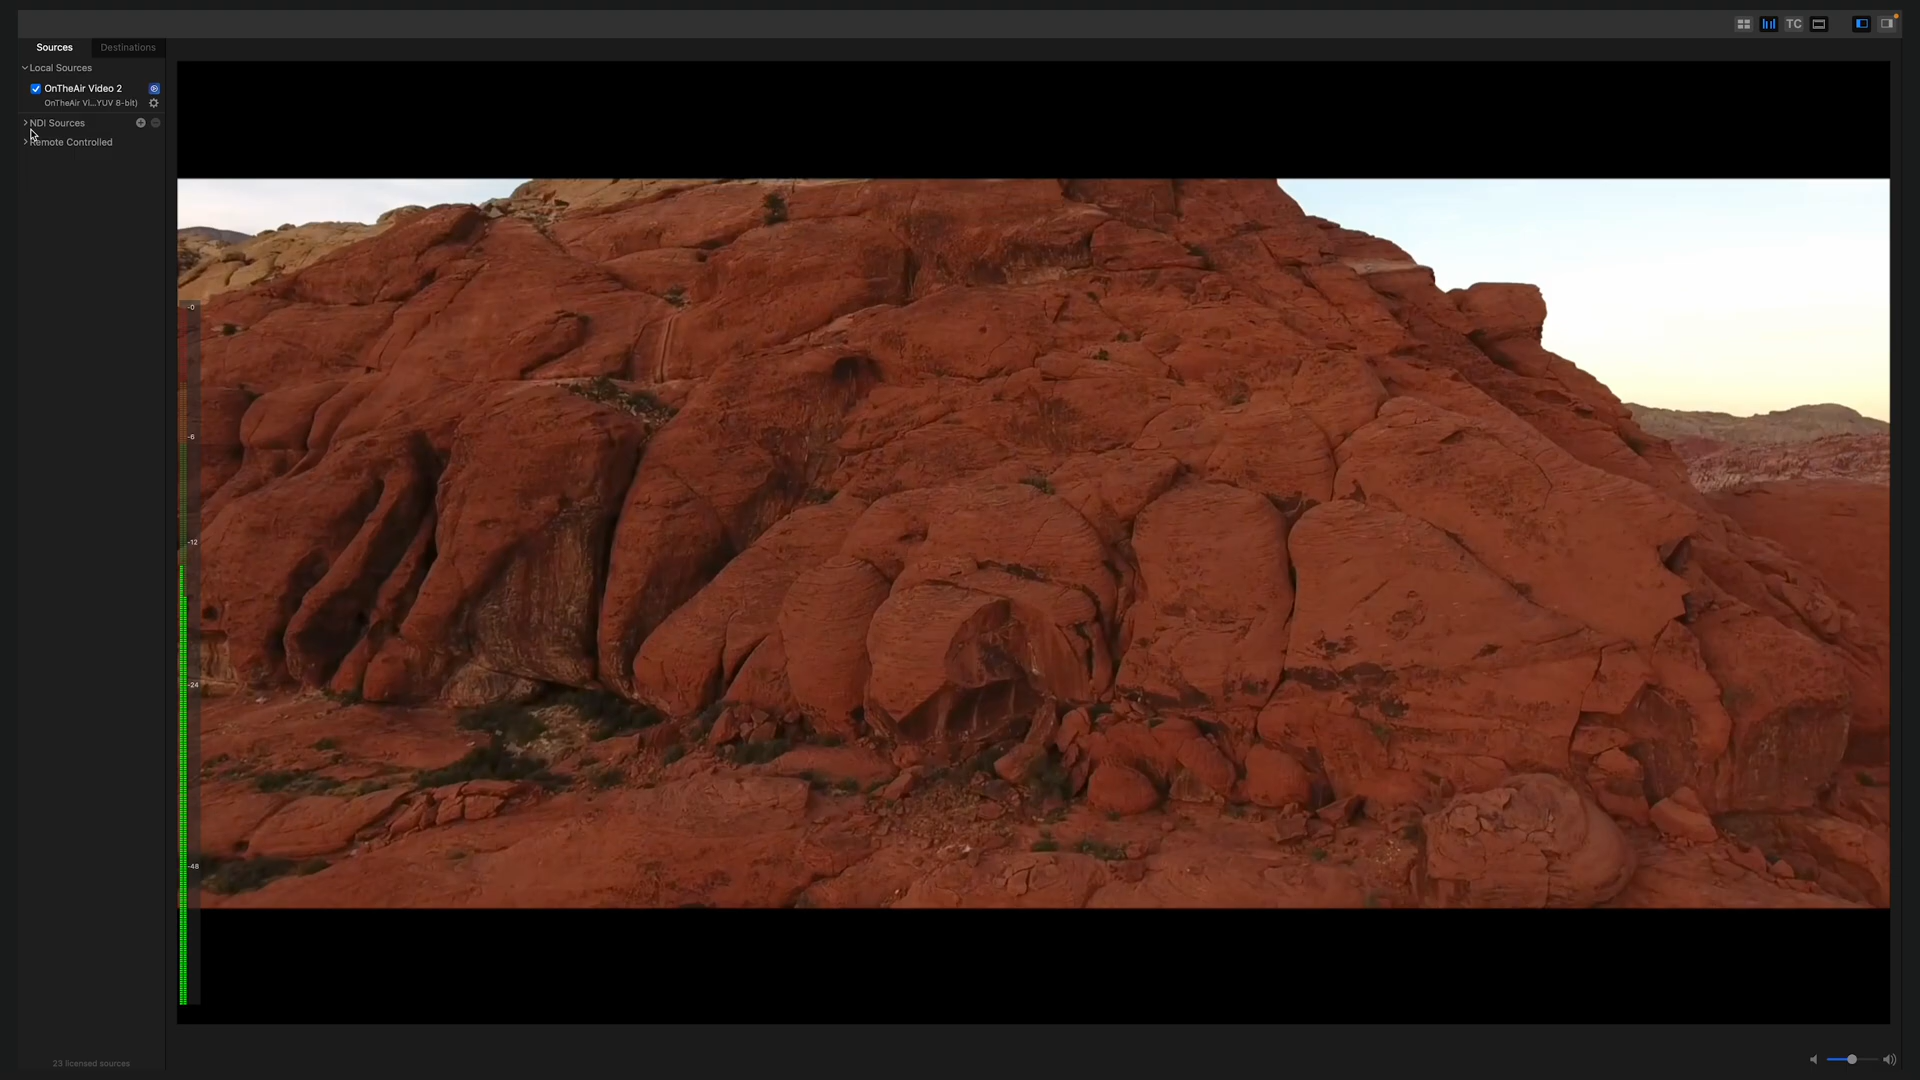 TC
Sources Destinations
Local Sources
OnTheAir Video 2
OnTheAir Vi...YUV 8-bit)
NDI Sources
Remote Controlled
-0
-6
-12
-24
-48
23 licensed sources